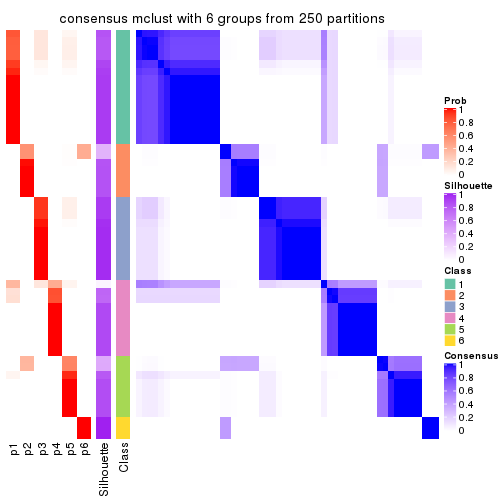 consensus mclust with 6 groups from 250 partitions
Prob
1
0.8
0.6
0.4
0.2
0
Silhouette
1
0.8
0.6
0.4
0.2
0
Class
1
2
3
4
5
6
Consensus
1
0.8
0.6
0.4
0.2
0
p1
p2
p3
p4
p5
p6
Silhouette
Class